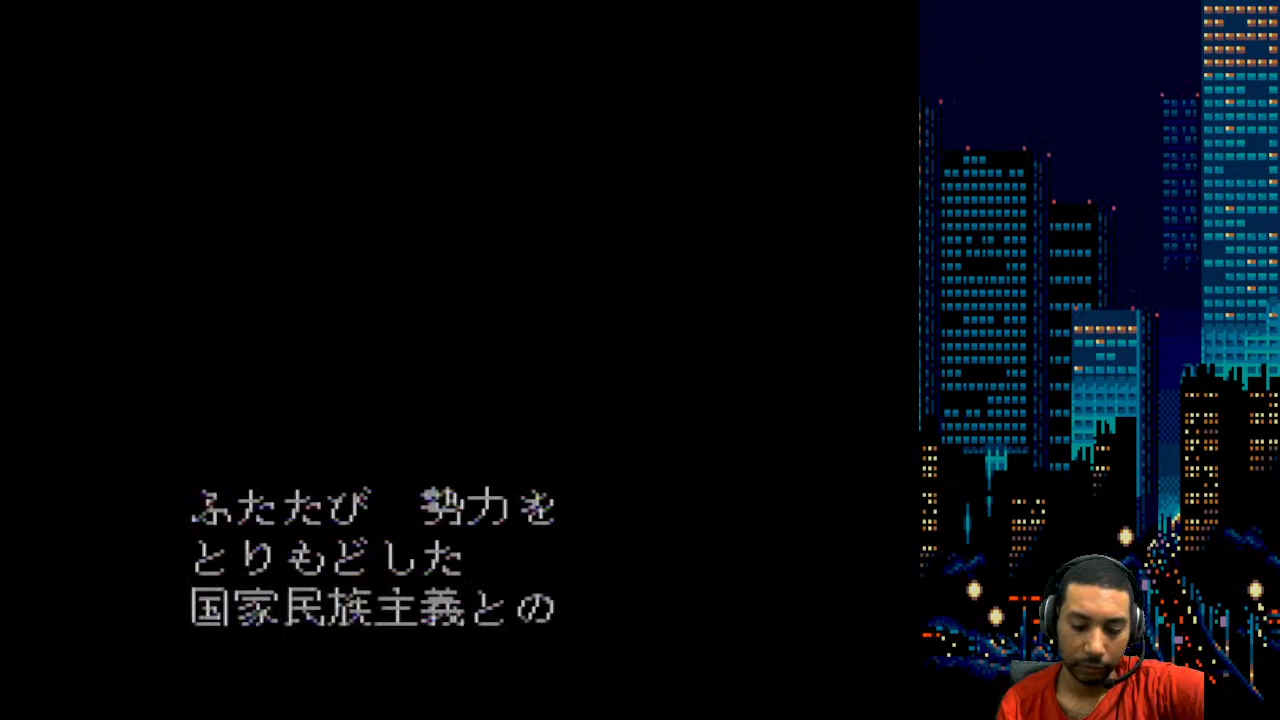 ふたたび　勢力を
とりもどした
国家民族主義との